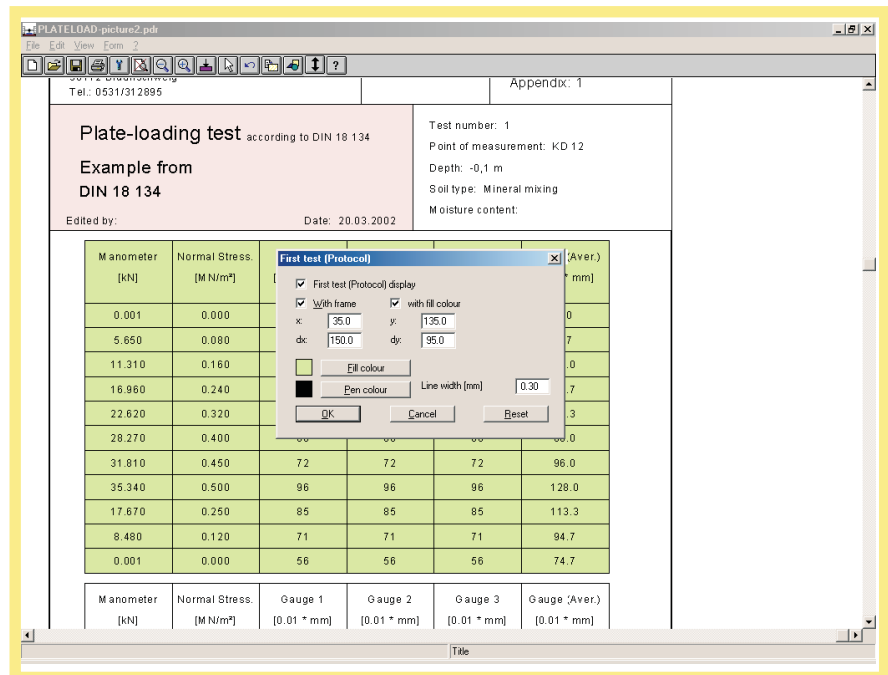 PLATELOAD-picture2.pdr
File Edit View Form ?
Tel.: 0531/312895
Appendix: 1
Plate-loading test according to DIN 18 134
Example from
DIN 18 134
Edited by: Date: 20.03.2002
Test number: 1
Point of measurement: KD 12
Depth: -0,1 m
Soil type: Mineral mixing
Moisture content:
Manometer Normal Stress. (Aver.)
[kN] [MN/m²] [ * mm]
0.001 0.000 0
5.650 0.080 7
11.310 0.160 .0
16.960 0.240 .7
22.620 0.320 .3
28.270 0.400
31.810 0.450 72 72 72 96.0
35.340 0.500 96 96 96 128.0
17.670 0.250 85 85 85 113.3
8.480 0.120 71 71 71 94.7
0.001 0.000 56 56 56 74.7
First test (Protocol)
First test (Protocol) display
With frame with fill colour
x: 35.0 y: 135.0
dx: 150.0 dy: 95.0
Fill colour
Pen colour Line width [mm] 0.30
OK Cancel Reset
Manometer Normal Stress. Gauge 1 Gauge 2 Gauge 3 Gauge (Aver.)
[kN] [MN/m²] [0.01 * mm] [0.01 * mm] [0.01 * mm] [0.01 * mm]
Title